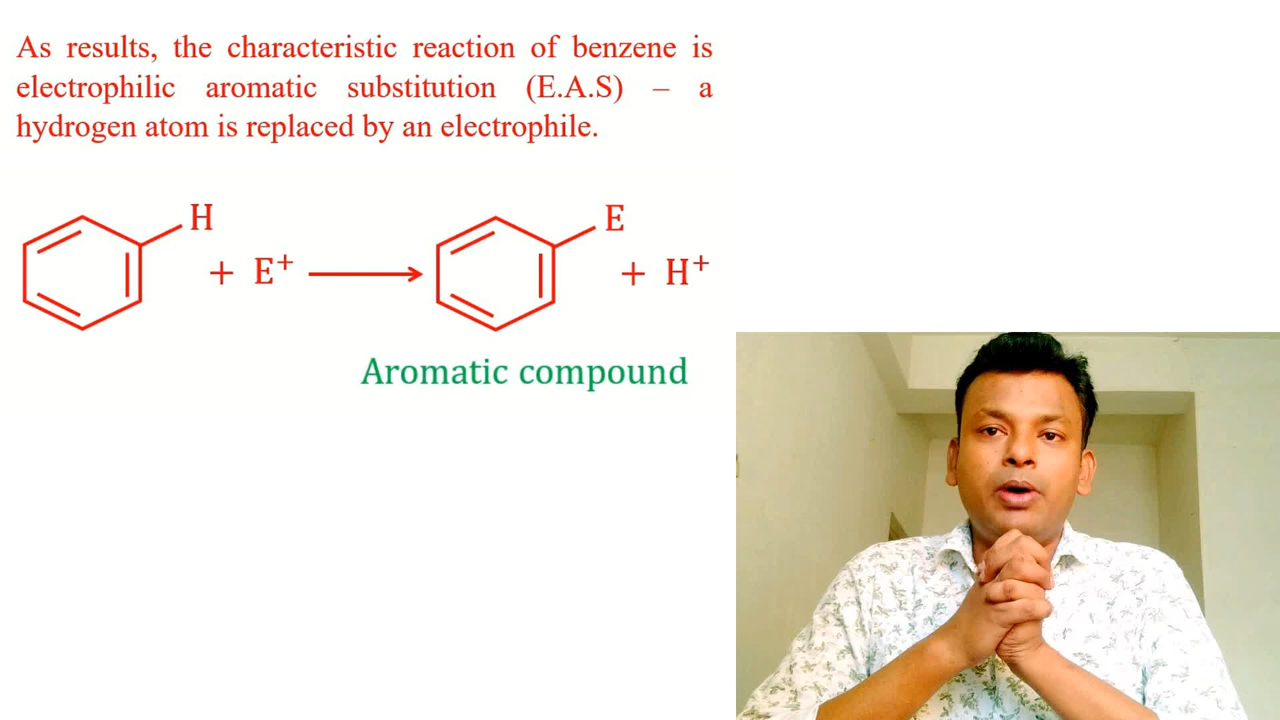 As results, the characteristic reaction of benzene is
electrophilic aromatic substitution (E.A.S) – a
hydrogen atom is replaced by an electrophile.
H
+ E⁺
E
+ H⁺
Aromatic compound